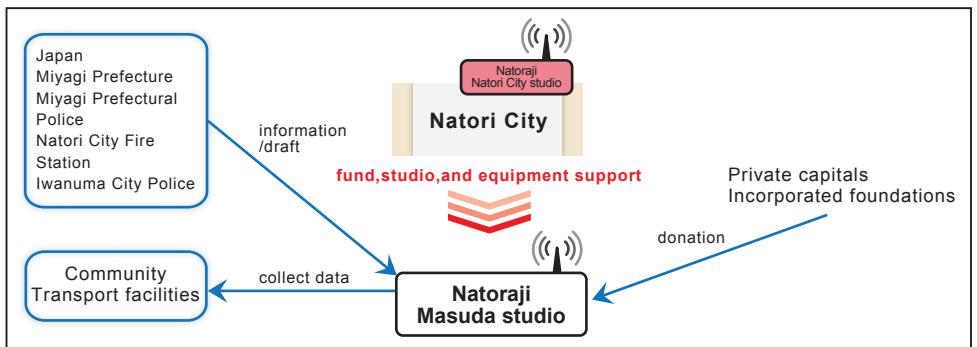 Japan
Miyagi Prefecture
Miyagi Prefectural
Police
Natori City Fire
Station
Iwanuma City Police
information
/draft
Natoraji
Natori City studio
Natori City
fund,studio,and equipment support
Private capitals
Incorporated foundations
donation
Community
Transport facilities
collect data
Natoraji
Masuda studio